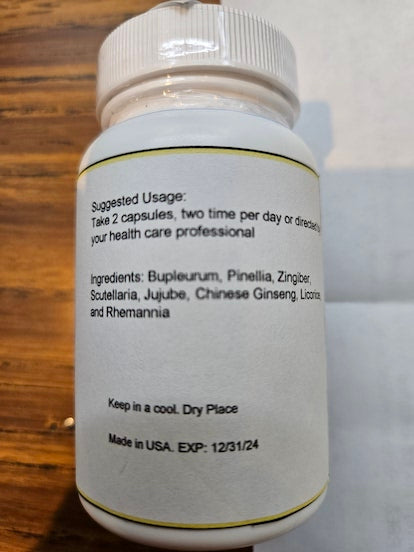 Suggested Usage:
Take 2 capsules, two time per day or directed
your health care professional
Ingredients: Bupleurum, Pinellia, Zingiber,
Scutellaria, Jujube, Chinese Ginseng, Licorice,
and Rhemannia
Keep in a cool. Dry Place
Made in USA. EXP: 12/31/24